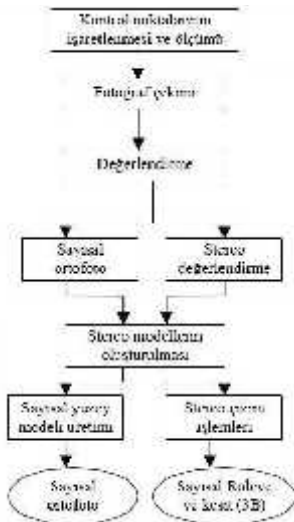 Kontrol noktalarının
işaretlenmesi ve ölçümü
Fotoğraf çekimi
Değerlendirme
Sayısal
ortofoto
Stereo
değerlendirme
Stereo modellerin
oluşturulması
Sayısal yüzey
modeli üretimi
Stereo çizim
işlemleri
Sayısal
ortofoto
Sayısal Rölöve
ve kesit (3B)